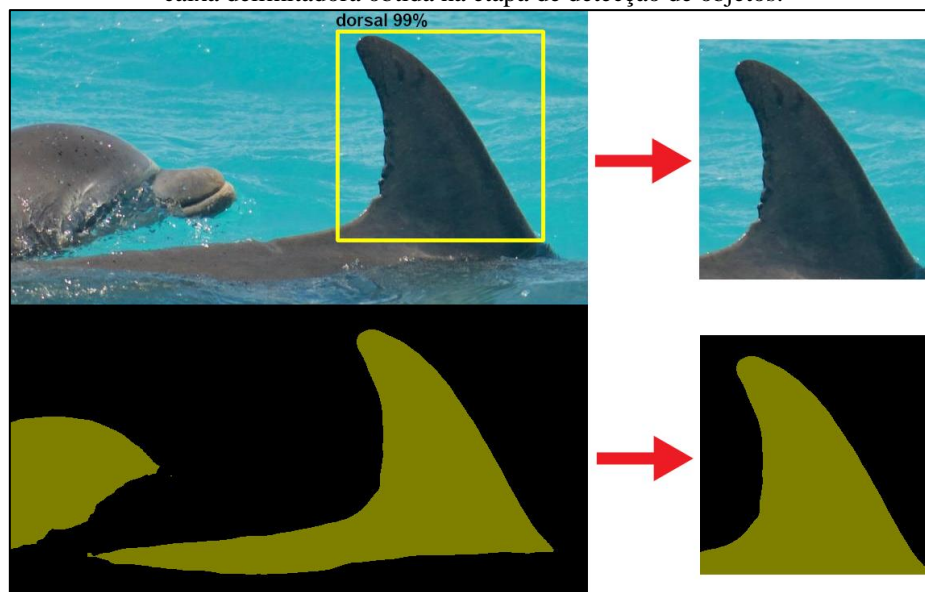 caixa delimitadora obtida na etapa de detecção de objetos.
dorsal 99%